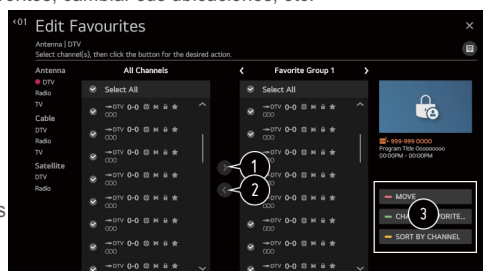 ‹01 Edit Favourites ×
Antenna | DTV
Select channel(s), then click the button for the desired action.
Antenna
DTV
Radio
TV
Cable
DTV
Radio
TV
Satellite
DTV
Radio
All Channels
Select All
DTV 0-0
000
DTV 0-0
000
DTV 0-0
000
DTV 0-0
000
DTV 0-0
000
DTV 0-0
000
DTV 0-0
000
DTV 0-0
1
2
‹ Favorite Group 1 ›
Select All
DTV 0-0
000
DTV 0-0
000
DTV 0-0
000
DTV 0-0
000
DTV 0-0
000
DTV 0-0
000
DTV 0-0
000
DTV 0-0
999-999 0000
Program Title Oooooooo
00:00PM - 00:00PM
MOVE
3
SORT BY CHANNEL
s